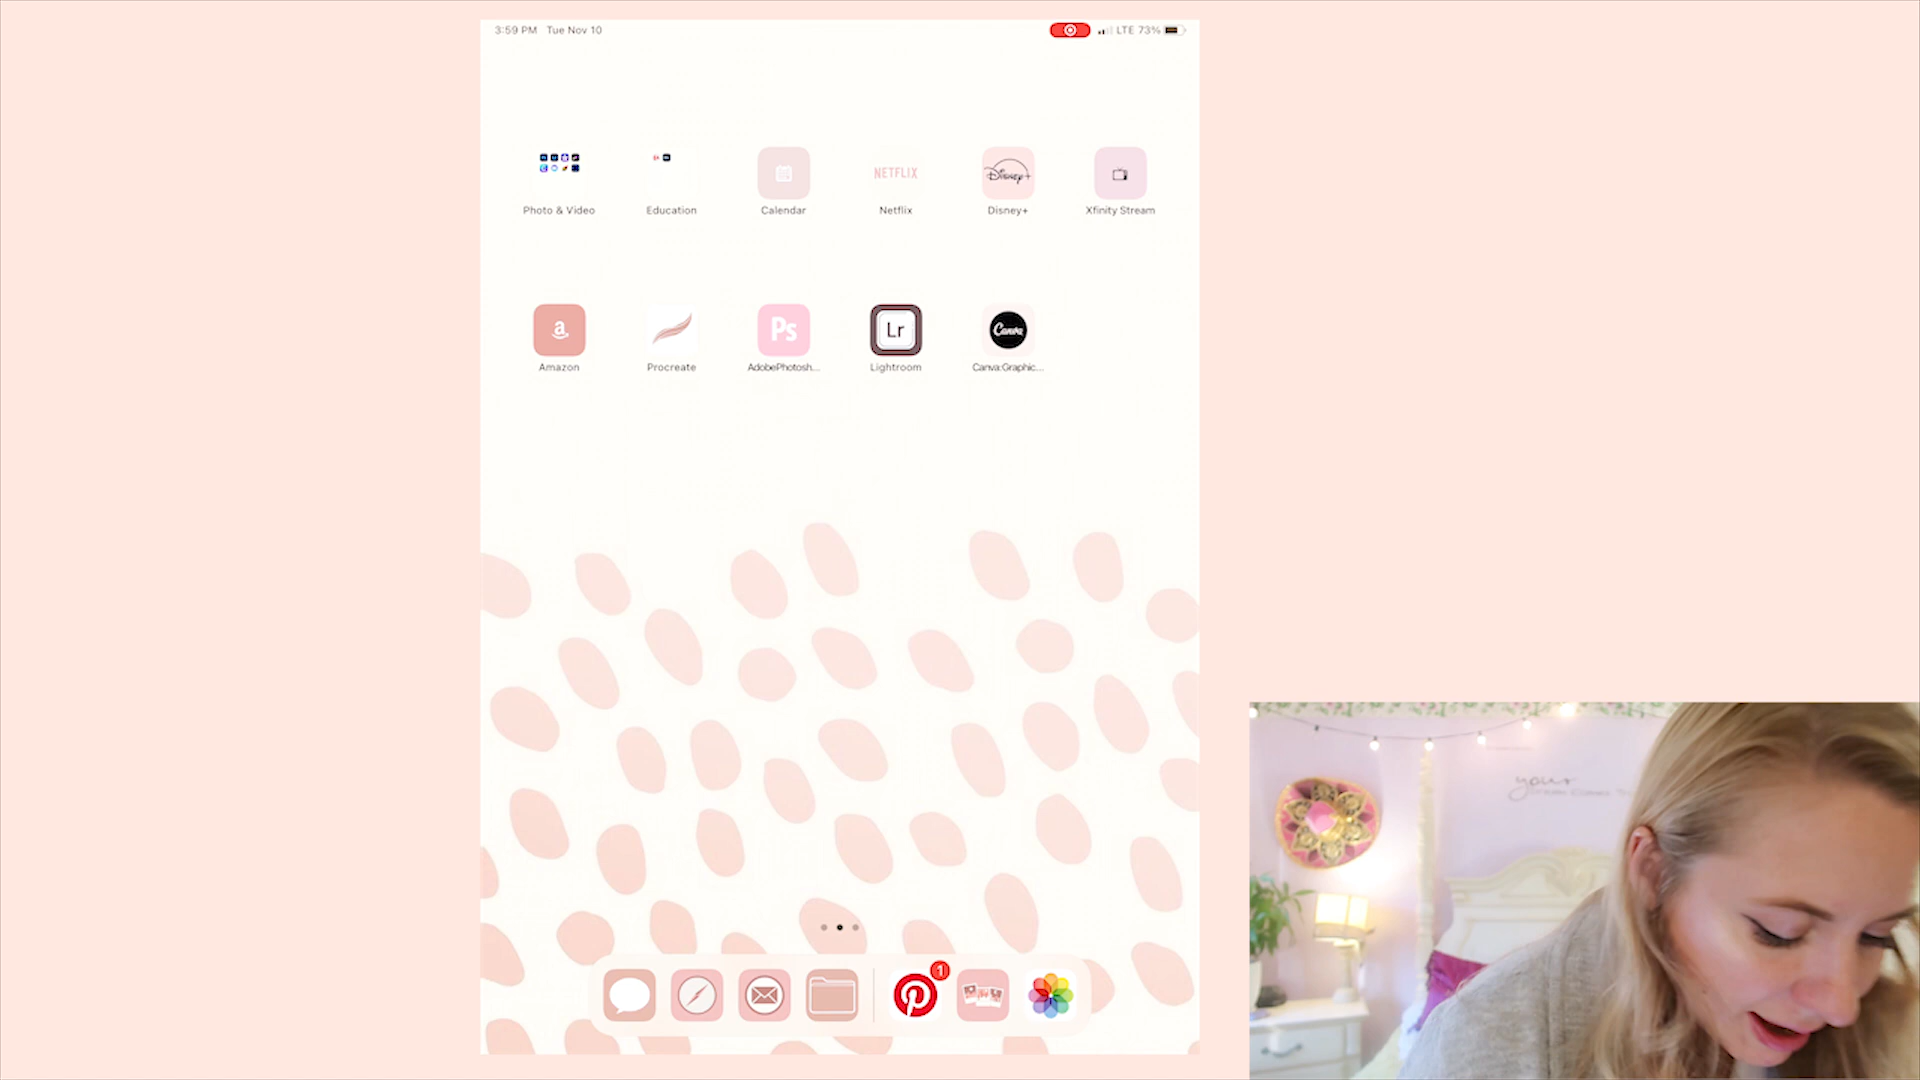 3:59 PM Tue Nov 10 LTE 73%
Photo & Video Education Calendar NETFLIX Netflix Disney+ Disney+ Xfinity Stream
a Ps Lr Canva
Amazon Procreate AdobePhotosh... Lightroom Canva:Graphic...
your
1